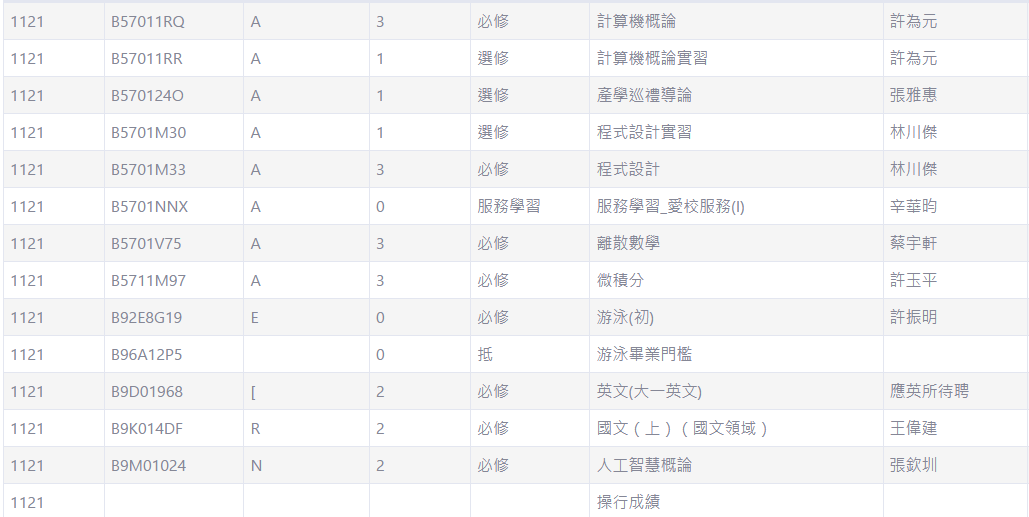 1121 B57011RQ A 3 必修 計算機概論 許為元
1121 B57011RR A 1 選修 計算機概論實習 許為元
1121 B570124O A 1 選修 產學巡禮導論 張雅惠
1121 B5701M30 A 1 選修 程式設計實習 林川傑
1121 B5701M33 A 3 必修 程式設計 林川傑
1121 B5701NNX A 0 服務學習 服務學習_愛校服務(I) 辛華昀
1121 B5701V75 A 3 必修 離散數學 蔡宇軒
1121 B5711M97 A 3 必修 微積分 許玉平
1121 B92E8G19 E 0 必修 游泳(初) 許振明
1121 B96A12P5 0 抵 游泳畢業門檻
1121 B9D01968 [ 2 必修 英文(大一英文) 應英所待聘
1121 B9K014DF R 2 必修 國文（上）（國文領域） 王偉建
1121 B9M01024 N 2 必修 人工智慧概論 張欽圳
1121 操行成績